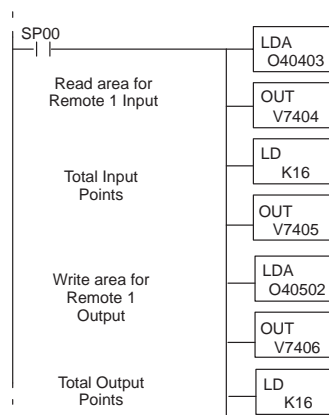 SP00
LDA
O40403
Read area for
Remote 1 Input
OUT
V7404
LD
K16
Total Input
Points
OUT
V7405
LDA
O40502
Write area for
Remote 1
Output
OUT
V7406
Total Output
Points
LD
K16